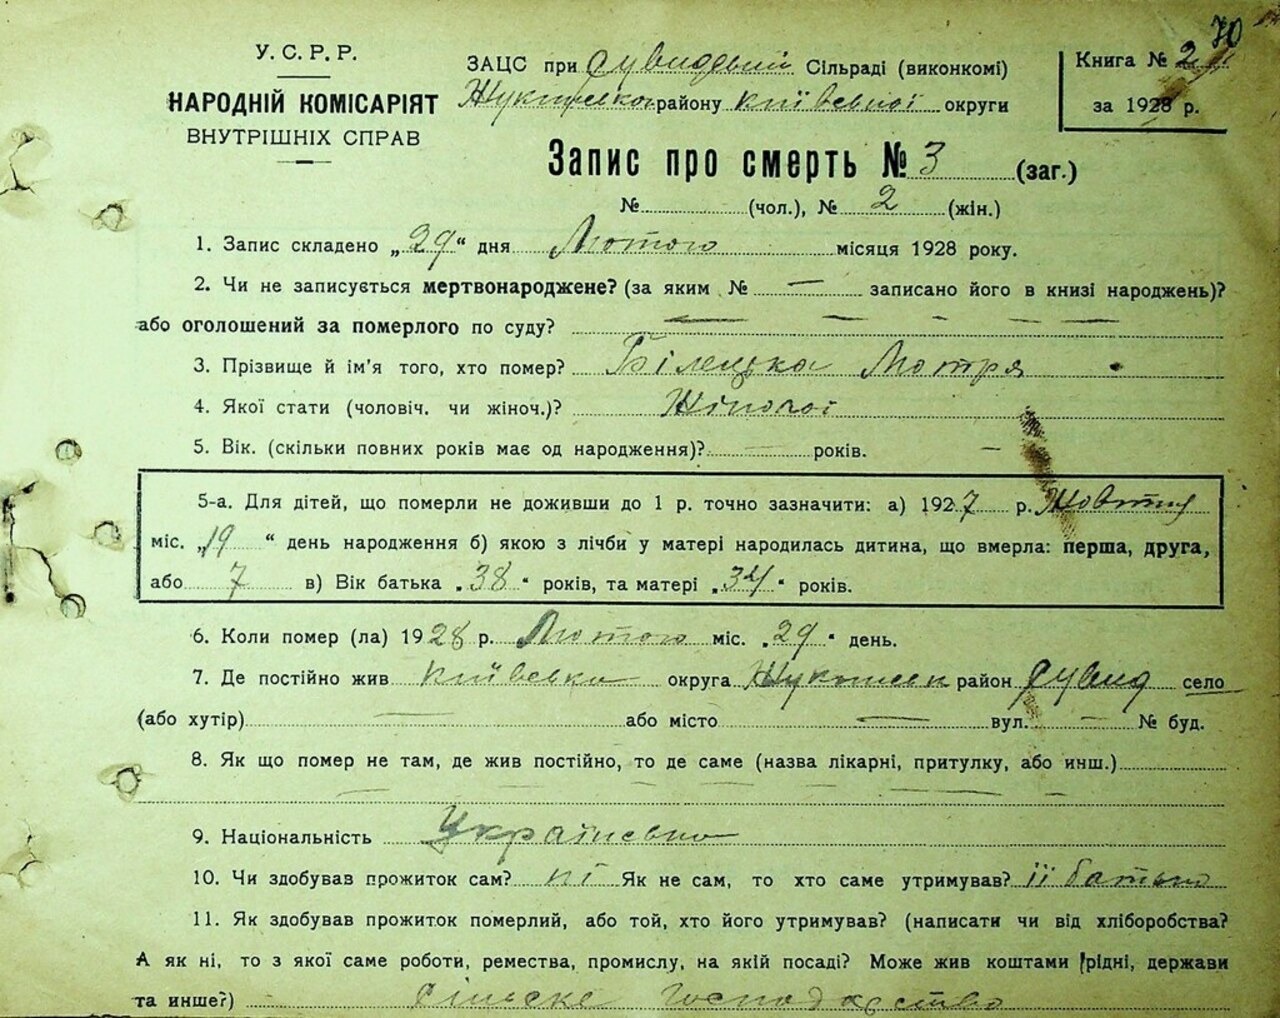 70
У.С.Р.Р.
НАРОДНІЙ КОМІСАРІЯТ
ВНУТРІШНІХ СПРАВ
ЗАЦС при Сувидській Сільраді (виконкомі)
району Київської округи
Книга № 2
за 1928 р.
Запис про смерть № 3 (заг.)
№ (чол.), № 2 (жін.)
1. Запис складено „29“ дня Лютого місяця 1928 року.
2. Чи не записується мертвонароджене? (за яким № — записано його в книзі народжень)?
або оголошений за померлого по суду? — — — — —
3. Прізвище й ім'я того, хто помер? Білецька Мотря
4. Якої стати (чоловіч. чи жіноч.)? Жіночої
5. Вік. (скільки повних років має од народження)? — років. —
5-а. Для дітей, що померли не доживши до 1 р. точно зазначити: а) 1927 р. Жовтня
міс. „19“ день народження б) якою з лічби у матері народилась дитина, що вмерла: перша, друга,
або 7 в) Вік батька „38“ років, та матері „34“ років.
6. Коли помер (ла) 1928 р. Лютого міс. „29“ день.
7. Де постійно жив Київська округа район Сувид село
(або хутір) — або місто — вул. — № буд.
8. Як що помер не там, де жив постійно, то де саме (назва лікарні, притулку, або инш.)
9. Національність Українська
10. Чи здобував прожиток сам? ні Як не сам, то хто саме утримував? її батько
11. Як здобував прожиток померлий, або той, хто його утримував? (написати чи від хліборобства?
А як ні, то з якої саме роботи, ремества, промислу, на якій посаді? Може жив коштами рідні, держави
та инше?) сільске господарство